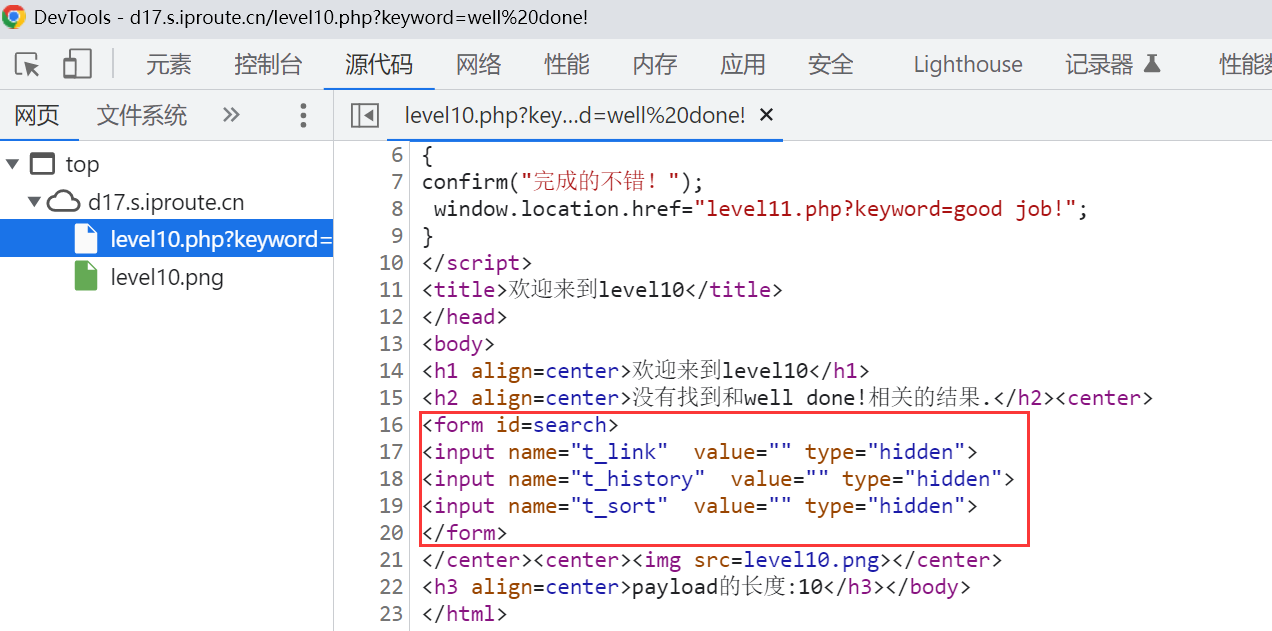 DevTools - d17.s.iproute.cn/level10.php?keyword=well%20done!
元素 控制台 源代码 网络 性能 内存 应用 安全 Lighthouse 记录器 性能数
网页 文件系统 » level10.php?key...d=well%20done! ×
top
d17.s.iproute.cn
level10.php?keyword=
level10.png
6 {
7 confirm("完成的不错！");
8  window.location.href="level11.php?keyword=good job!";
9 }
10 </script>
11 <title>欢迎来到level10</title>
12 </head>
13 <body>
14 <h1 align=center>欢迎来到level10</h1>
15 <h2 align=center>没有找到和well done!相关的结果.</h2><center>
16 <form id=search>
17 <input name="t_link"  value="" type="hidden">
18 <input name="t_history"  value="" type="hidden">
19 <input name="t_sort"  value="" type="hidden">
20 </form>
21 </center><center><img src=level10.png></center>
22 <h3 align=center>payload的长度:10</h3></body>
23 </html>